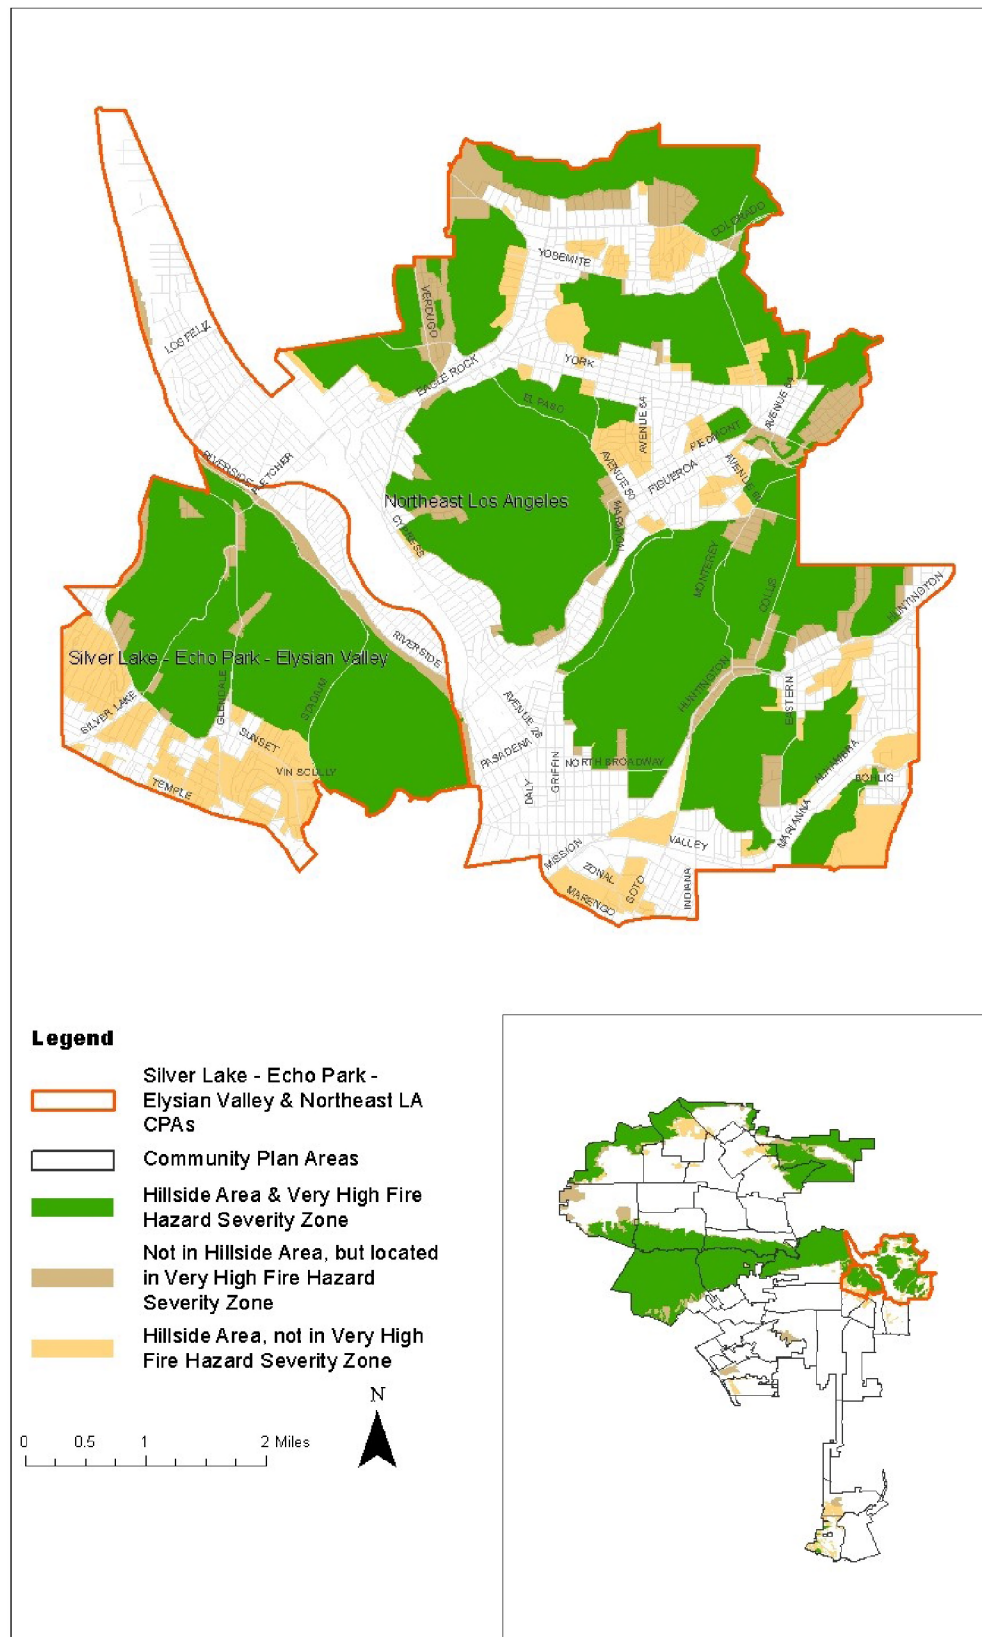 COLORADO
YOSEMITE
VERDUGO
LOS FELIZ
EAGLE ROCK
YORK
EL PASO
AVENUE 64
AVENUE 54
PIEDMONT
RIVERSIDE
FLETCHER
AVENUE 50
FIGUEROA
Northeast Los Angeles
CYPRESS
MARMION
MONTEREY
COLLIS
HUNTINGTON
RIVERSIDE
Silver Lake - Echo Park - Elysian Valley
HUNTINGTON
EASTERN
SILVER LAKE
GLENDALE
STADIUM
AVENUE 26
SUNSET
PASADENA
GRIFFIN
NORTH BROADWAY
VIN SCULLY
TEMPLE
DALY
ALHAMBRA
BOHLIG
MARIANNA
MISSION
VALLEY
ZONAL
SOTO
MARENGO
INDIANA
Legend
Silver Lake - Echo Park -
Elysian Valley & Northeast LA
CPAs
Community Plan Areas
Hillside Area & Very High Fire
Hazard Severity Zone
Not in Hillside Area, but located
in Very High Fire Hazard
Severity Zone
Hillside Area, not in Very High
Fire Hazard Severity Zone
N
0 0.5 1 2 Miles